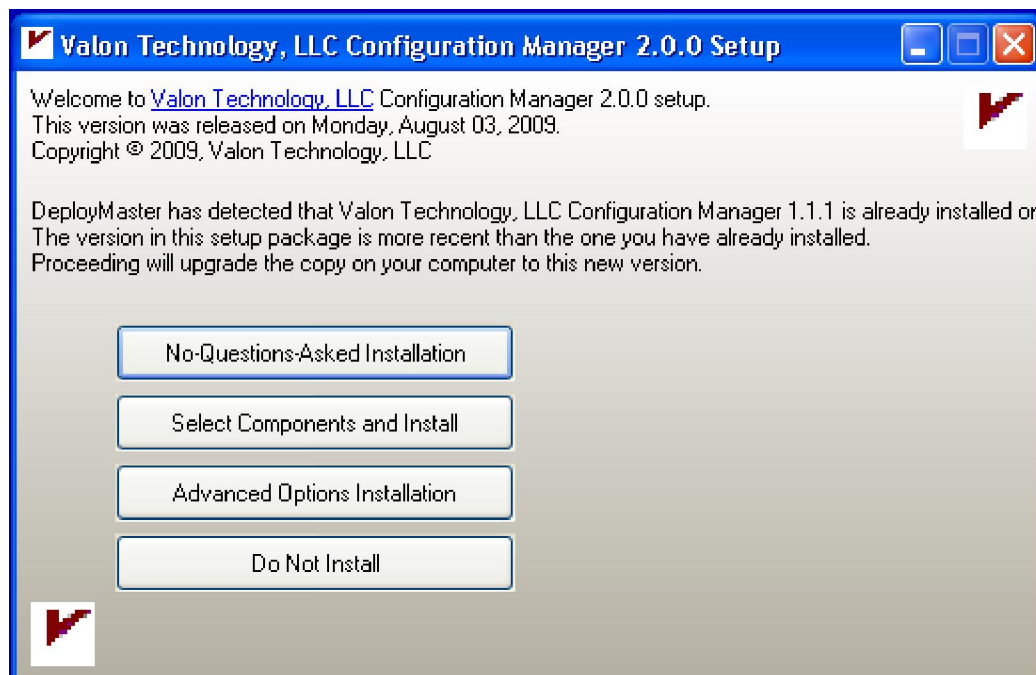 Valon Technology, LLC Configuration Manager 2.0.0 Setup
Welcome to Valon Technology, LLC Configuration Manager 2.0.0 setup.
This version was released on Monday, August 03, 2009.
Copyright © 2009, Valon Technology, LLC
DeployMaster has detected that Valon Technology, LLC Configuration Manager 1.1.1 is already installed or
The version in this setup package is more recent than the one you have already installed.
Proceeding will upgrade the copy on your computer to this new version.
No-Questions-Asked Installation
Select Components and Install
Advanced Options Installation
Do Not Install